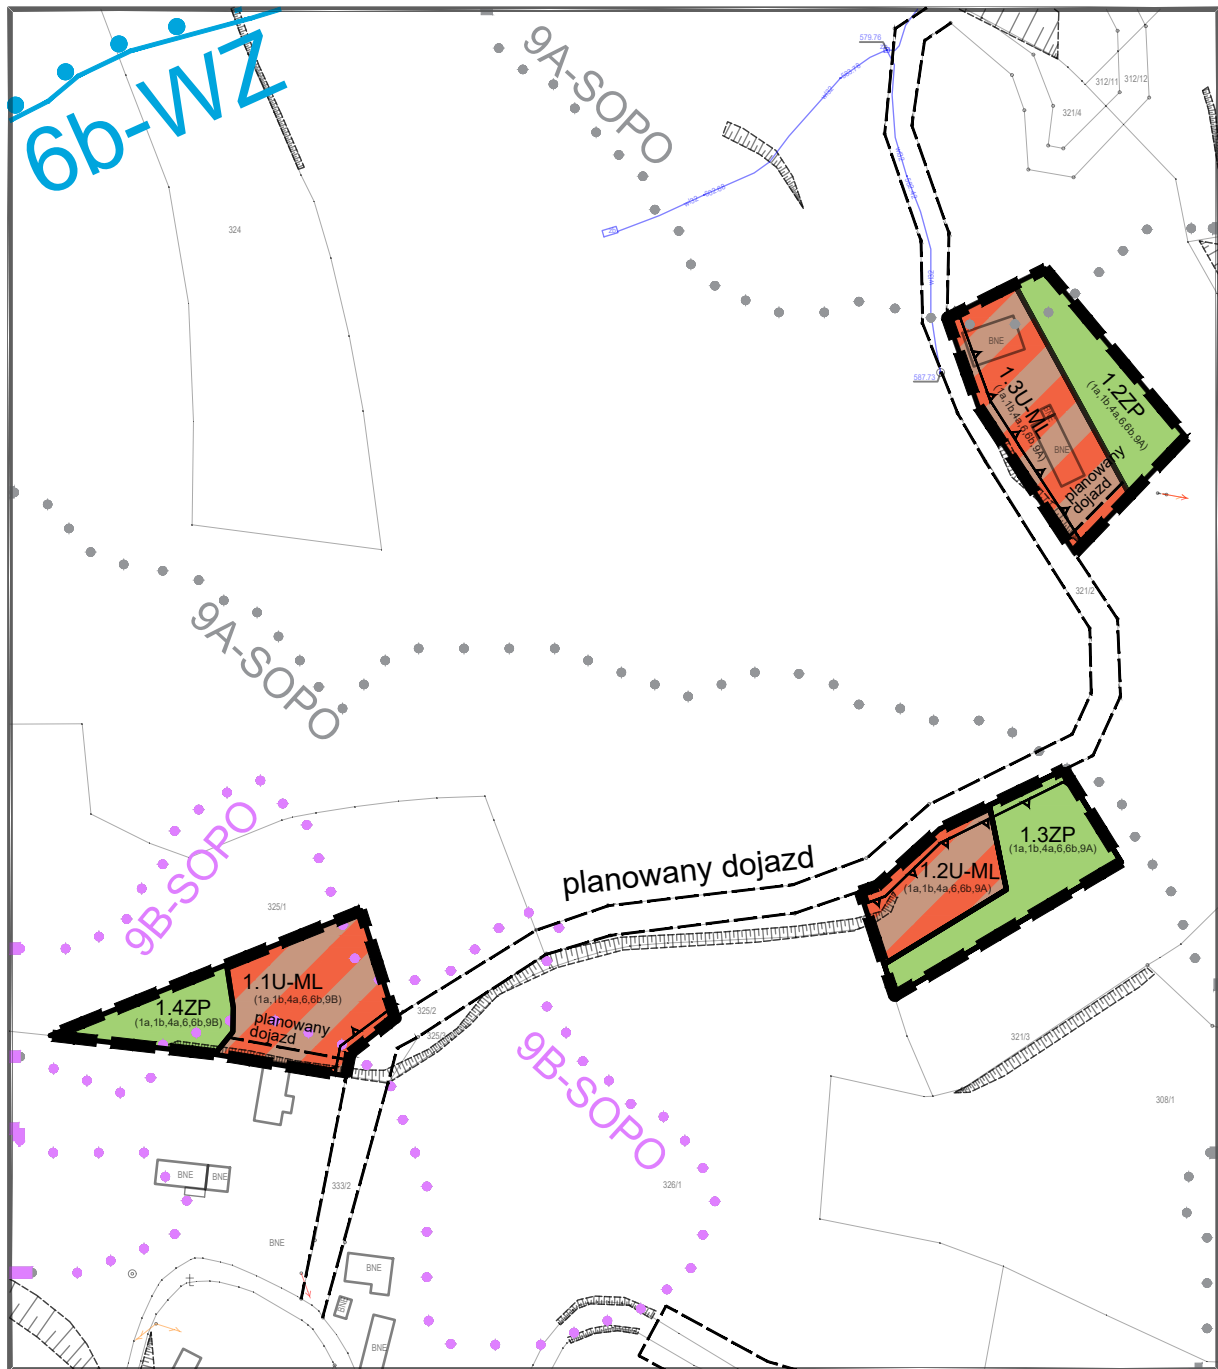 6b-WZ
9A-SOPO
579.76
312/11
312/12
321/4
324
wB2
wB2
wB2
587.73
BNE
1.3U-ML
(1a,1b,4a,6,6b,9A)
1.2ZP
(1a,1b,4a,6,6b,9A)
BNE
planowany
dojazd
321/2
9A-SOPO
9B-SOPO
planowany dojazd
1.3ZP
(1a,1b,4a,6,6b,9A)
1.2U-ML
(1a,1b,4a,6,6b,9A)
325/1
1.1U-ML
(1a,1b,4a,6,6b,9B)
1.4ZP
(1a,1b,4a,6,6b,9B)
planowany
dojazd
325/2
9B-SOPO
321/3
308/1
BNE
BNE
333/2
326/1
BNE
BNE
BNE
BNE